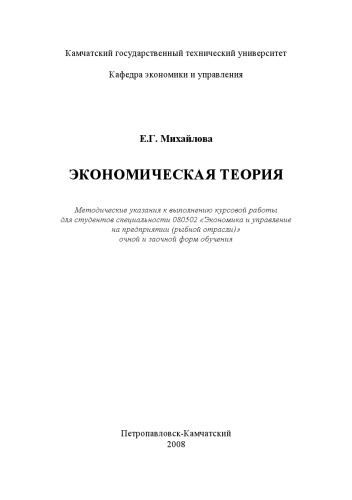 Камчатский государственный технический университет
Кафедра экономики и управления
Е.Г. Михайлова
ЭКОНОМИЧЕСКАЯ ТЕОРИЯ
Методические указания к выполнению курсовой работы
для студентов специальности 080502 «Экономика и управление
на предприятии (рыбной отрасли)»
очной и заочной форм обучения
Петропавловск-Камчатский
2008